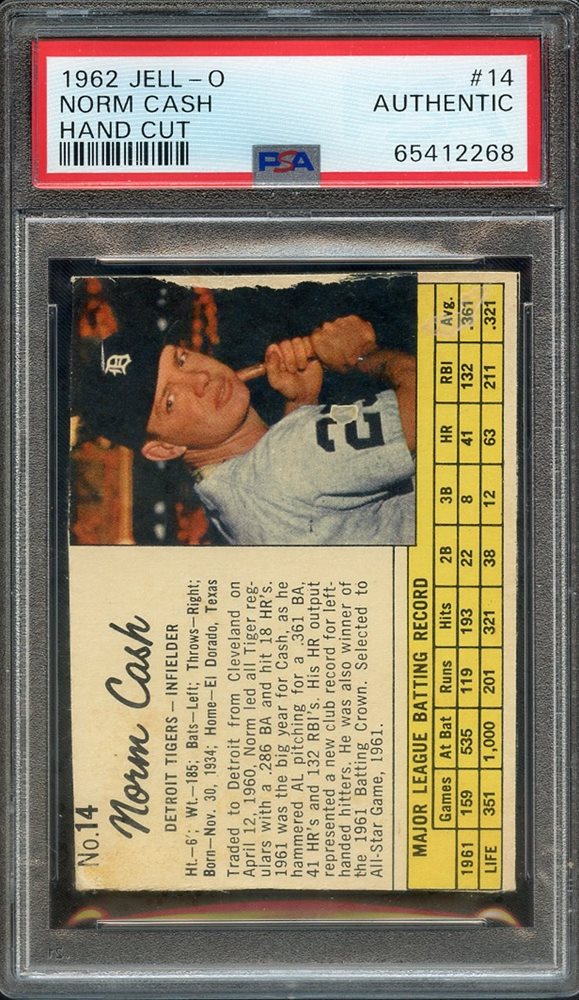 1962 JELL-O #14
NORM CASH AUTHENTIC
HAND CUT
PSA 65412268
No.14
Norm Cash
DETROIT TIGERS — INFIELDER
Ht.–6'; Wt.–185; Bats–Left; Throws–Right;
Born–Nov. 30, 1934; Home–El Dorado, Texas
Traded to Detroit from Cleveland on
April 12, 1960, Norm led all Tiger reg-
ulars with a .286 BA and hit 18 HR's.
1961 was the big year for Cash, as he
hammered AL pitching for a .361 BA,
41 HR's and 132 RBI's. His HR output
represented a new club record for left-
handed hitters. He was also winner of
the 1961 Batting Crown. Selected to
All-Star Game, 1961.
D
2
MAJOR LEAGUE BATTING RECORD
Games At Bat Runs Hits 2B 3B HR RBI Avg.
1961 159 535 119 193 22 8 41 132 .361
LIFE 351 1,000 201 321 38 12 63 211 .321